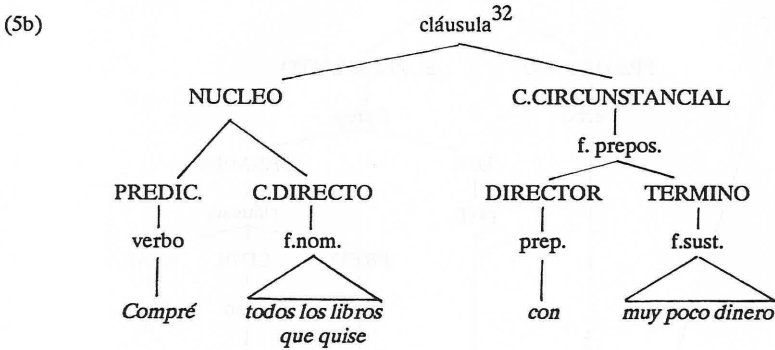 (5b)
cláusula32
NUCLEO C.CIRCUNSTANCIAL
f. prepos.
PREDIC. C.DIRECTO DIRECTOR TERMINO
verbo f.nom. prep. f.sust.
Compré todos los libros con muy poco dinero
que quise